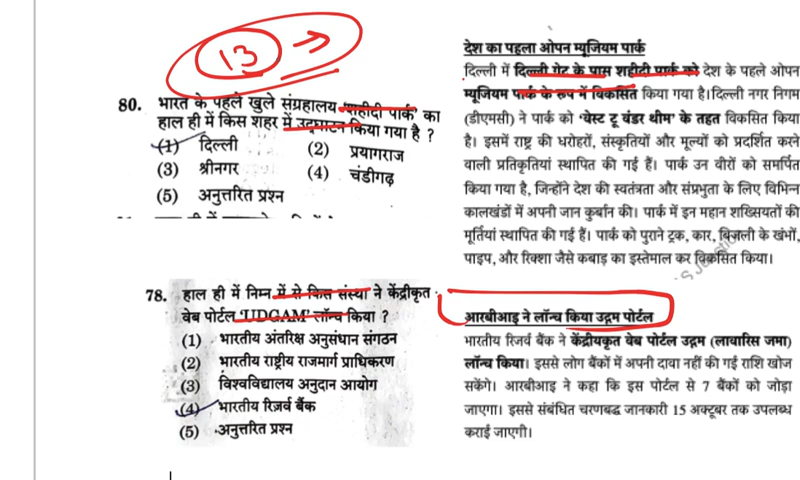 13 →
80. भारत के पहले खुले संग्रहालय 'शहीदी पार्क' का
हाल ही में किस शहर में उद्घाटन किया गया है ?
(1) दिल्ली (2) प्रयागराज
(3) श्रीनगर (4) चंडीगढ़
(5) अनुत्तरित प्रश्न
देश का पहला ओपन म्यूजियम पार्क
दिल्ली में दिल्ली गेट के पास शहीदी पार्क को देश के पहले ओपन
म्यूजियम पार्क के रूप में विकसित किया गया है। दिल्ली नगर निगम
(डीएमसी) ने पार्क को 'वेस्ट टू वंडर थीम' के तहत विकसित किया
है। इसमें राष्ट्र की धरोहरों, संस्कृतियों और मूल्यों को प्रदर्शित करने
वाली प्रतिकृतियां स्थापित की गई हैं। पार्क उन वीरों को समर्पित
किया गया है, जिन्होंने देश की स्वतंत्रता और संप्रभुता के लिए विभिन्न
कालखंडों में अपनी जान कुर्बान की। पार्क में इन महान शख्सियतों की
मूर्तियां स्थापित की गई हैं। पार्क को पुराने ट्रक, कार, बिजली के खंभों,
पाइप, और रिक्शा जैसे कबाड़ का इस्तेमाल कर विकसित किया।
78. हाल ही में निम्न में से किस संस्था ने केंद्रीकृत
वेब पोर्टल 'UDGAM' लॉन्च किया ?
(1) भारतीय अंतरिक्ष अनुसंधान संगठन
(2) भारतीय राष्ट्रीय राजमार्ग प्राधिकरण
(3) विश्वविद्यालय अनुदान आयोग
(4) भारतीय रिज़र्व बैंक
(5) अनुत्तरित प्रश्न
आरबीआइ ने लॉन्च किया उद्गम पोर्टल
भारतीय रिजर्व बैंक ने केंद्रीयकृत वेब पोर्टल उद्गम (लावारिस जमा)
लॉन्च किया। इससे लोग बैंकों में अपनी दावा नहीं की गई राशि खोज
सकेंगे। आरबीआइ ने कहा कि इस पोर्टल से 7 बैंकों को जोड़ा
जाएगा। इससे संबंधित चरणबद्ध जानकारी 15 अक्टूबर तक उपलब्ध
कराई जाएगी।